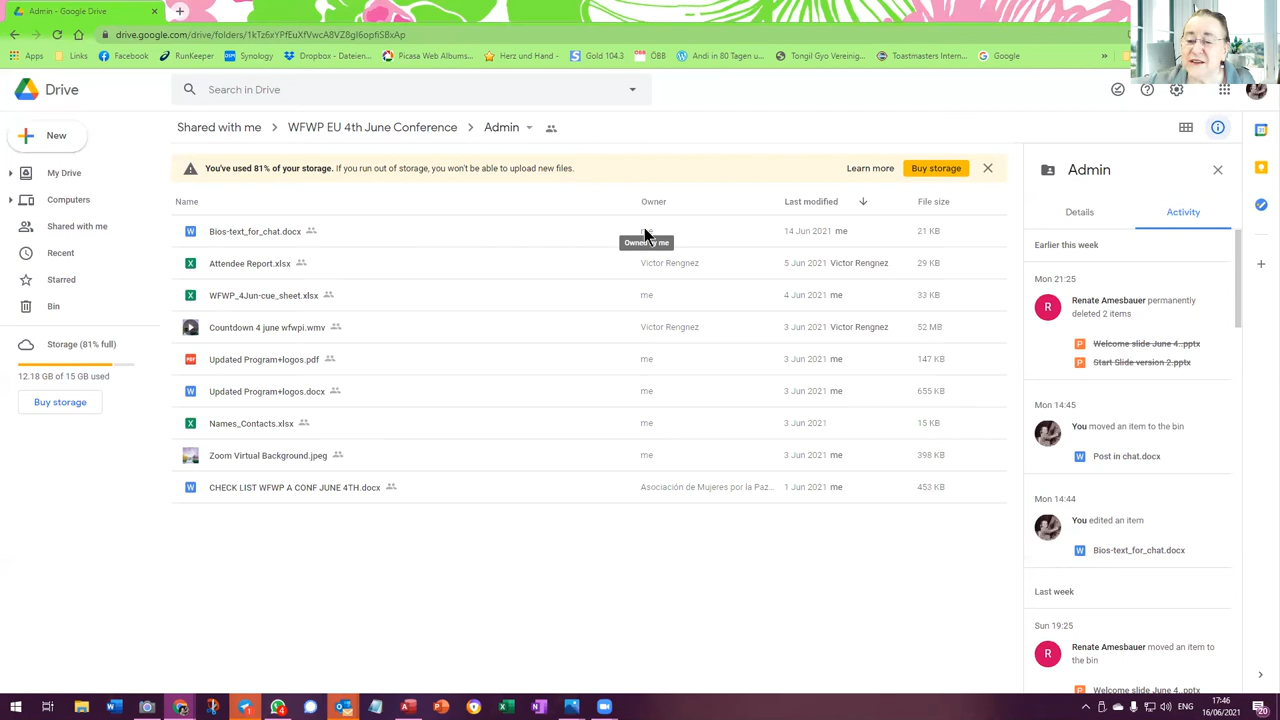 Admin - Google Drive
drive.google.com/drive/folders/1kTz6xYPfEuXfVwcA8VZ8gI6opfiSBxAp
Apps Links Facebook RunKeeper Synology Dropbox - Dateien... Picasa Web Albums... Herz und Hand - Gold 104.3 ÖBB Andi in 80 Tagen u... Tongil Gyo Vereinig... Toastmasters Intern... Google
Drive
Search in Drive
New
Shared with me > WFWP EU 4th June Conference > Admin
You've used 81% of your storage. If you run out of storage, you won't be able to upload new files. Learn more Buy storage
My Drive
Computers
Shared with me
Recent
Starred
Bin
Storage (81% full)
12.18 GB of 15 GB used
Buy storage
Name Owner Last modified File size
Bios-text_for_chat.docx 14 Jun 2021 me 21 KB
Attendee Report.xlsx Victor Rengnez 5 Jun 2021 Victor Rengnez 29 KB
WFWP_4Jun-cue_sheet.xlsx me 4 Jun 2021 me 33 KB
Countdown 4 june wfwpi.wmv Victor Rengnez 3 Jun 2021 Victor Rengnez 52 MB
Updated Program+logos.pdf me 3 Jun 2021 me 147 KB
Updated Program+logos.docx me 3 Jun 2021 me 655 KB
Names_Contacts.xlsx me 3 Jun 2021 15 KB
Zoom Virtual Background.jpeg me 3 Jun 2021 me 398 KB
CHECK LIST WFWP A CONF JUNE 4TH.docx Asociación de Mujeres por la Paz... 1 Jun 2021 me 453 KB
Owned by me
Admin
Details Activity
Earlier this week
Mon 21:25
R
Renate Amesbauer permanently
deleted 2 items
Welcome slide June 4..pptx
Start Slide version 2.pptx
Mon 14:45
You moved an item to the bin
Post in chat.docx
Mon 14:44
You edited an item
Bios-text_for_chat.docx
Last week
Sun 19:25
R
Renate Amesbauer moved an item to
the bin
Welcome slide June 4..pptx
ENG
17:46
16/06/2021
20